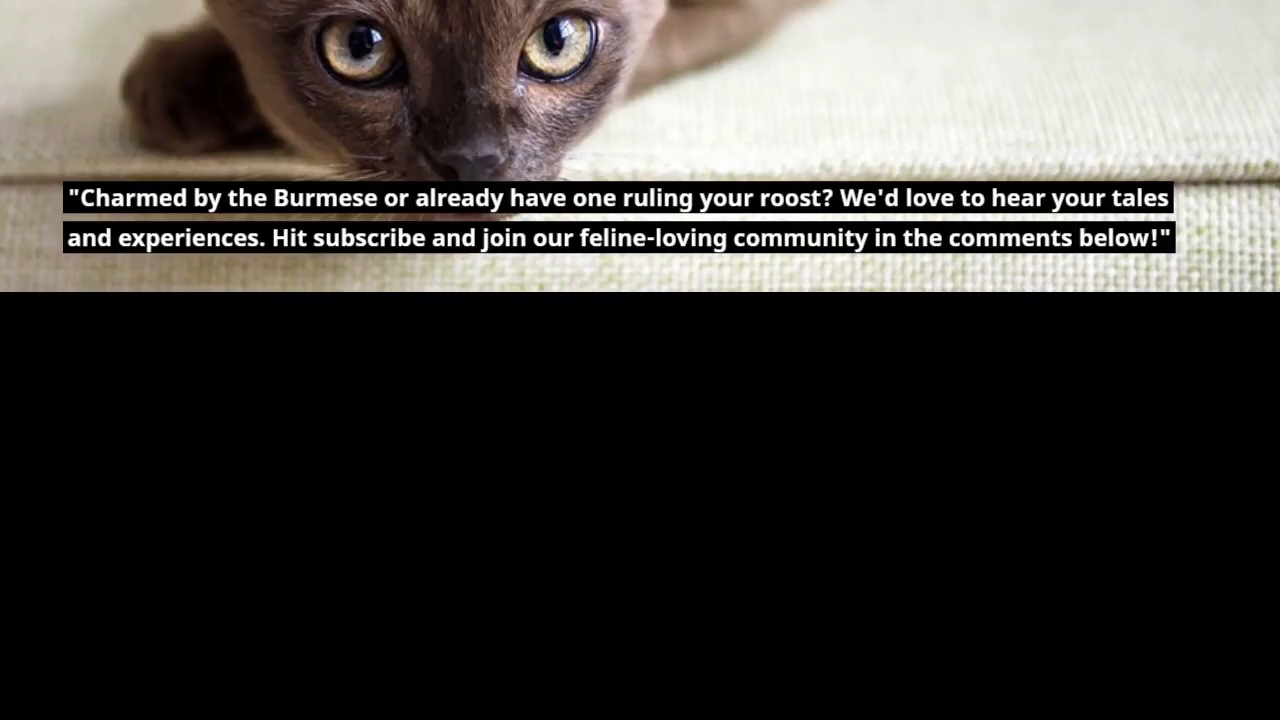 "Charmed by the Burmese or already have one ruling your roost? We'd love to hear your tales
and experiences. Hit subscribe and join our feline-loving community in the comments below!"